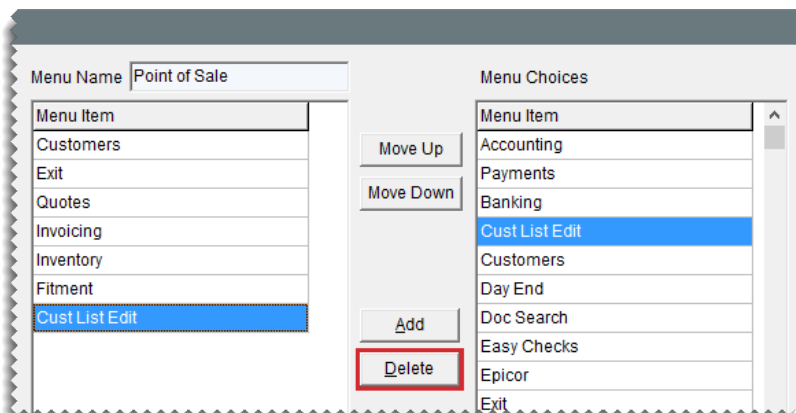 Menu Name Point of Sale
Menu Item
Customers
Exit
Quotes
Invoicing
Inventory
Fitment
Cust List Edit
Move Up
Move Down
Add
Delete
Menu Choices
Menu Item
Accounting
Payments
Banking
Cust List Edit
Customers
Day End
Doc Search
Easy Checks
Epicor
Exit